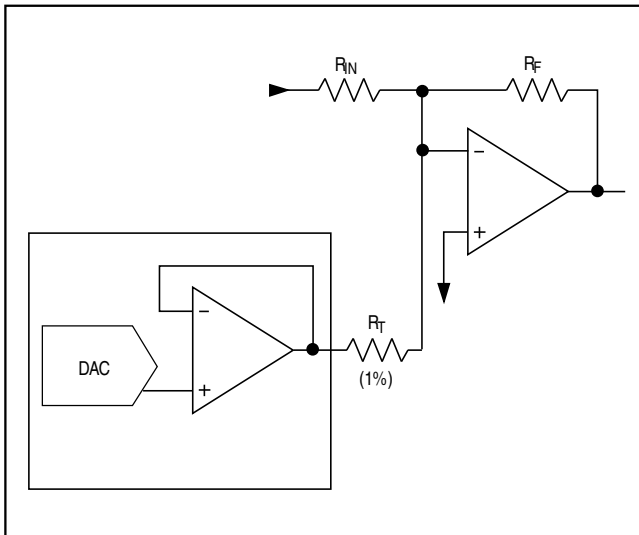 RIN
RF
−
+
−
RT
DAC
+
(1%)